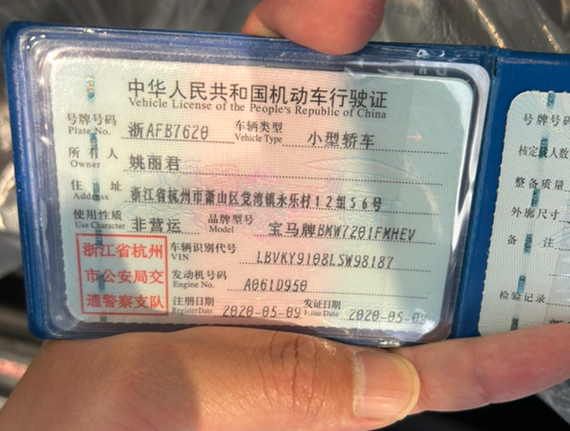 中华人民共和国机动车行驶证
Vehicle License of the People's Republic of China
号牌号码 浙AFB7620 车辆类型 小型轿车
Plate No. Vehicle Type
所有人 姚雨君
Owner
住址 浙江省杭州市萧山区党湾镇永乐村12组56号
Address
使用性质 非营运 品牌型号 宝马牌BMW7201FMHEV
Use Character Model
浙江省杭州
市公安局交
通警察支队
车辆识别代号 LBVKY9108LSW98187
VIN
发动机号码 A061D950
Engine No.
注册日期 2020-05-09 发证日期 2020-05-09
Register Date Issue Date
号牌号
核定载人数
整备质量
外廓尺寸
备注
检验记录